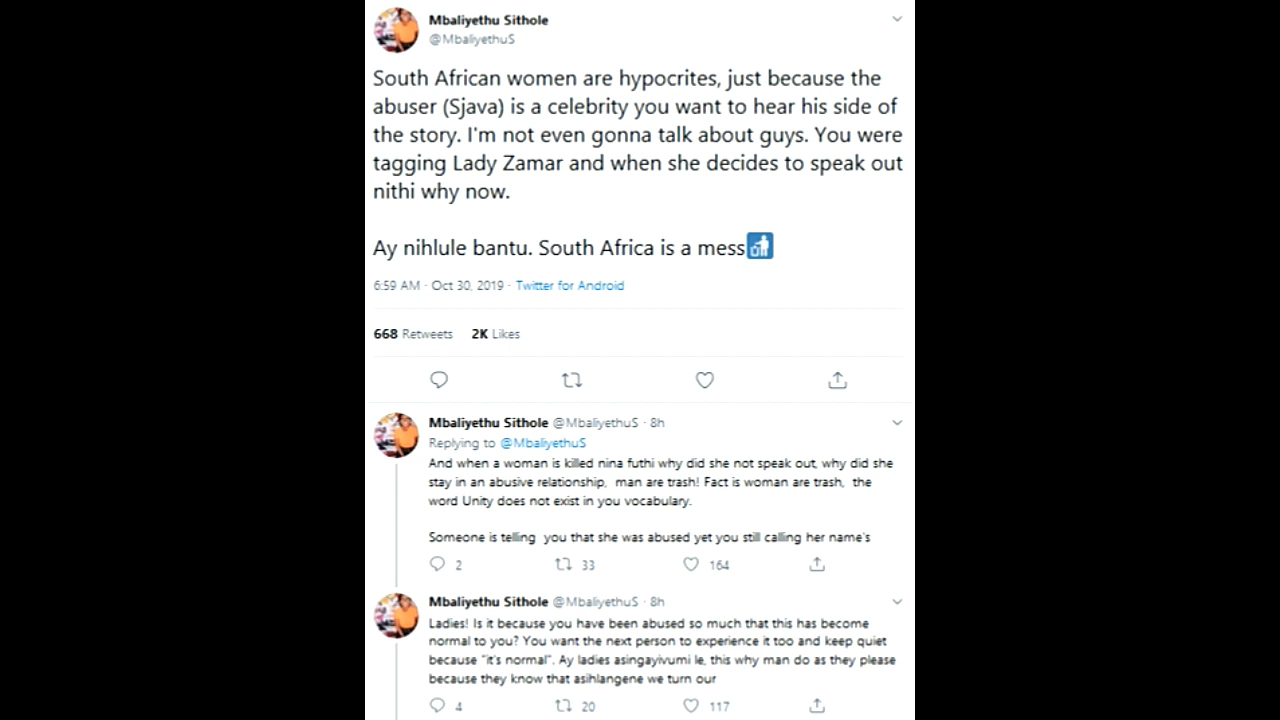 Mbaliyethu Sithole
@MbaliyethuS
South African women are hypocrites, just because the
abuser (Sjava) is a celebrity you want to hear his side of
the story. I'm not even gonna talk about guys. You were
tagging Lady Zamar and when she decides to speak out
nithi why now.
Ay nihlule bantu. South Africa is a mess🚮
6:59 AM · Oct 30, 2019 · Twitter for Android
668 Retweets 2K Likes
Mbaliyethu Sithole @MbaliyethuS · 8h
Replying to @MbaliyethuS
And when a woman is killed nina futhi why did she not speak out, why did she
stay in an abusive relationship, man are trash! Fact is woman are trash, the
word Unity does not exist in you vocabulary.
Someone is telling you that she was abused yet you still calling her name's
2 33 164
Mbaliyethu Sithole @MbaliyethuS · 8h
Ladies! Is it because you have been abused so much that this has become
normal to you? You want the next person to experience it too and keep quiet
because "it's normal". Ay ladies asingayivumi le, this why man do as they please
because they know that asihlangene we turn our
4 20 117